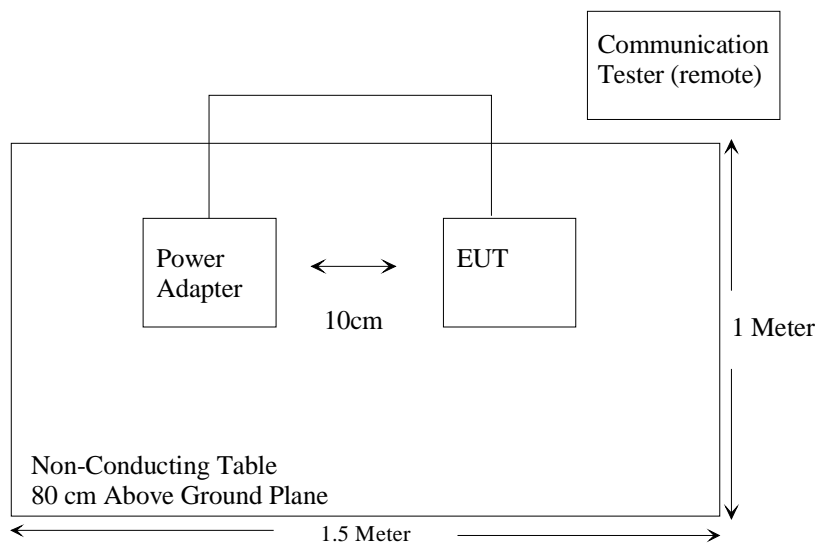 Communication
Tester (remote)
Power
Adapter
EUT
10cm
1 Meter
Non-Conducting Table
80 cm Above Ground Plane
1.5 Meter